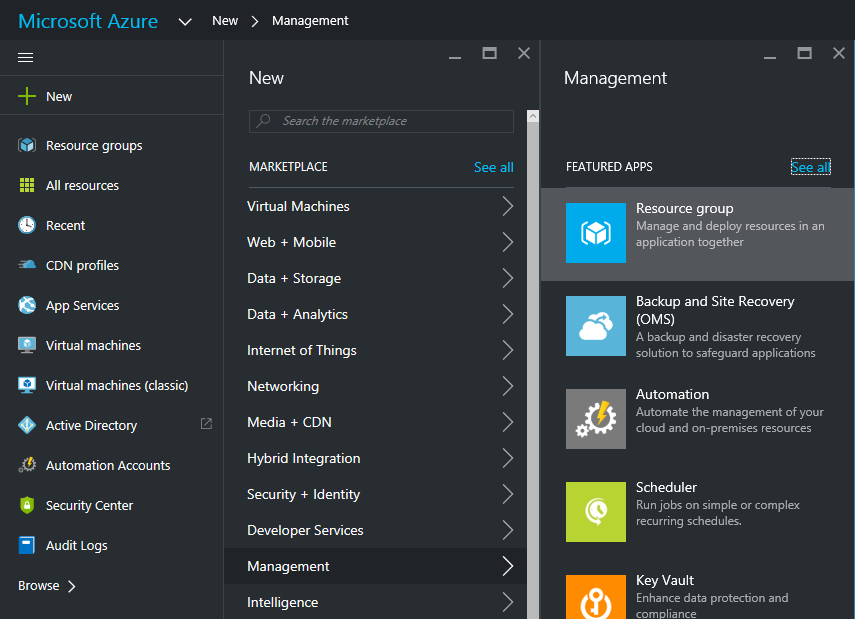 Microsoft Azure New Management
New
Resource groups
All resources
Recent
CDN profiles
App Services
Virtual machines
Virtual machines (classic)
Active Directory
Automation Accounts
Security Center
Audit Logs
Browse
New
Search the marketplace
MARKETPLACE See all
Virtual Machines
Web + Mobile
Data + Storage
Data + Analytics
Internet of Things
Networking
Media + CDN
Hybrid Integration
Security + Identity
Developer Services
Management
Intelligence
Management
FEATURED APPS See all
Resource group
Manage and deploy resources in an
application together
Backup and Site Recovery
(OMS)
A backup and disaster recovery
solution to safeguard applications
Automation
Automate the management of your
cloud and on-premises resources
Scheduler
Run jobs on simple or complex
recurring schedules.
Key Vault
Enhance data protection and
compliance